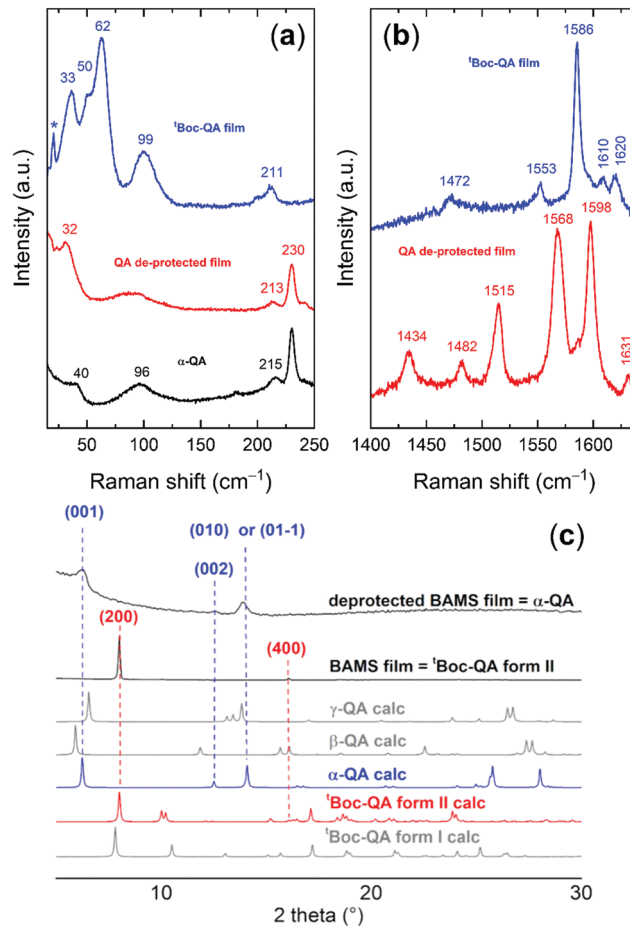 (a)
62
50
33
*
ᵗBoc-QA film
99
211
32
QA de-protected film
230
213
α-QA
40
96
215
Intensity (a.u.)
50 100 150 200 250
Raman shift (cm⁻¹)
(b)
1586
ᵗBoc-QA film
1610
1620
1553
1472
1568
1598
QA de-protected film
1515
1434
1482
1631
Intensity (a.u.)
1400 1450 1500 1550 1600
Raman shift (cm⁻¹)
(c)
(001)
(010) or (01-1)
(002)
deprotected BAMS film = α-QA
(200)
(400)
BAMS film = ᵗBoc-QA form II
γ-QA calc
β-QA calc
α-QA calc
ᵗBoc-QA form II calc
ᵗBoc-QA form I calc
10 20 30
2 theta (°)